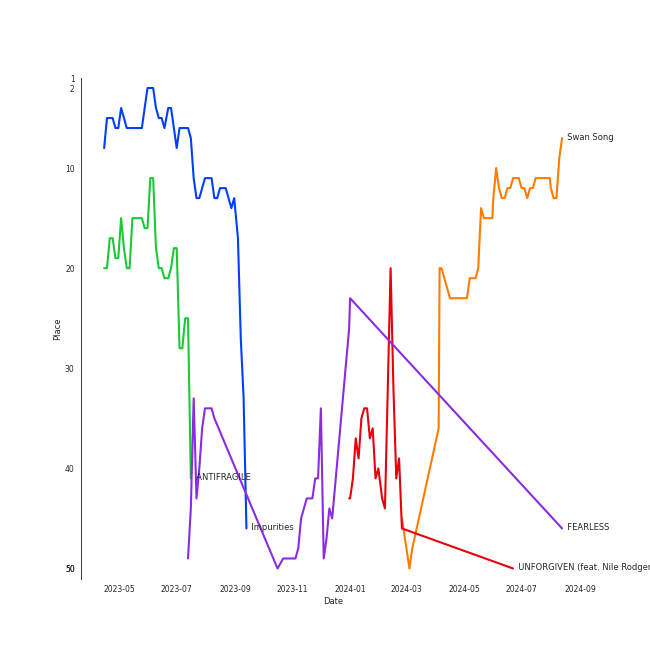 1
2
10
20
30
40
50
Place
Swan Song
ANTIFRAGILE
Impurities
FEARLESS
UNFORGIVEN (feat. Nile Rodger
2023-05
2023-07
2023-09
2023-11
2024-01
2024-03
2024-05
2024-07
2024-09
Date